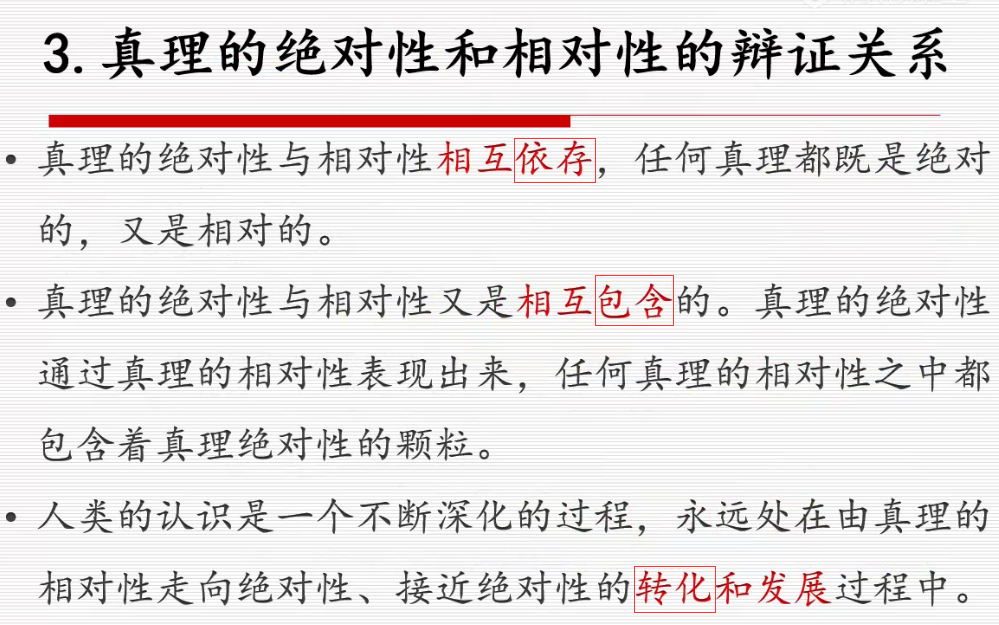 3. 真理的绝对性和相对性的辩证关系
• 真理的绝对性与相对性相互依存，任何真理都既是绝对
的，又是相对的。
• 真理的绝对性与相对性又是相互包含的。真理的绝对性
通过真理的相对性表现出来，任何真理的相对性之中都
包含着真理绝对性的颗粒。
• 人类的认识是一个不断深化的过程，永远处在由真理的
相对性走向绝对性、接近绝对性的转化和发展过程中。